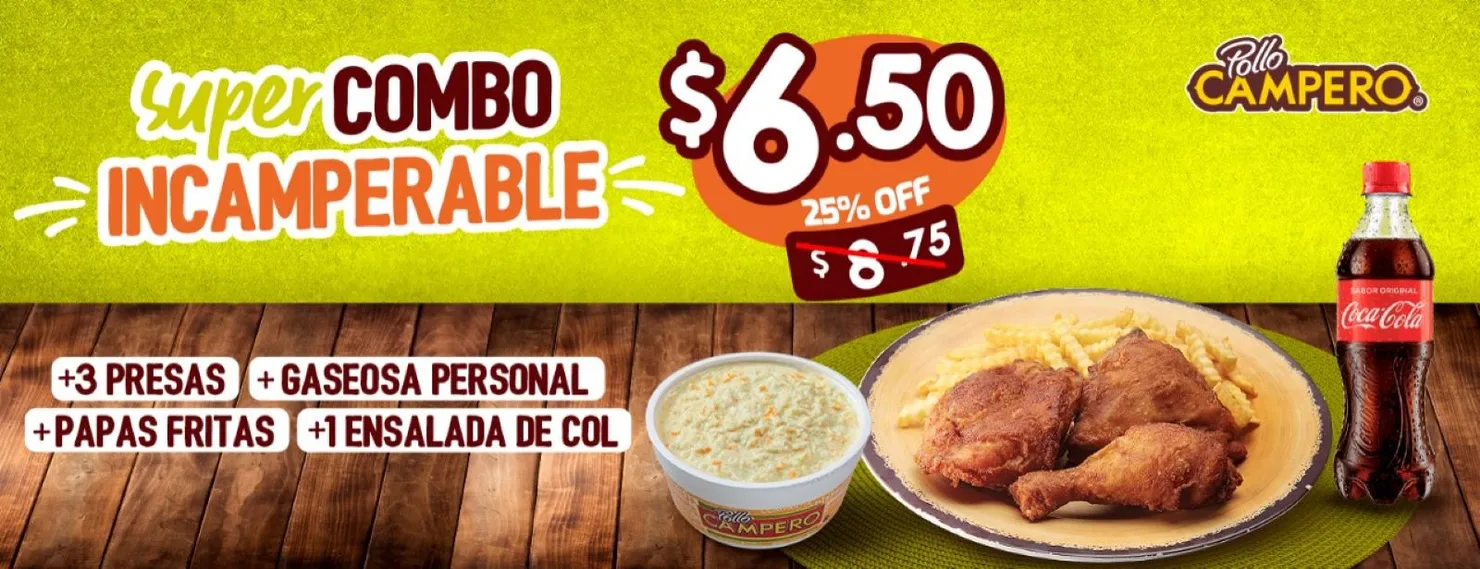 super COMBO
INCAMPERABLE
$6.50
25% OFF
$8.75
Pollo
CAMPERO®
+3 PRESAS
+ GASEOSA PERSONAL
+PAPAS FRITAS
+1 ENSALADA DE COL
Pollo
CAMPERO
SABOR ORIGINAL
Coca-Cola